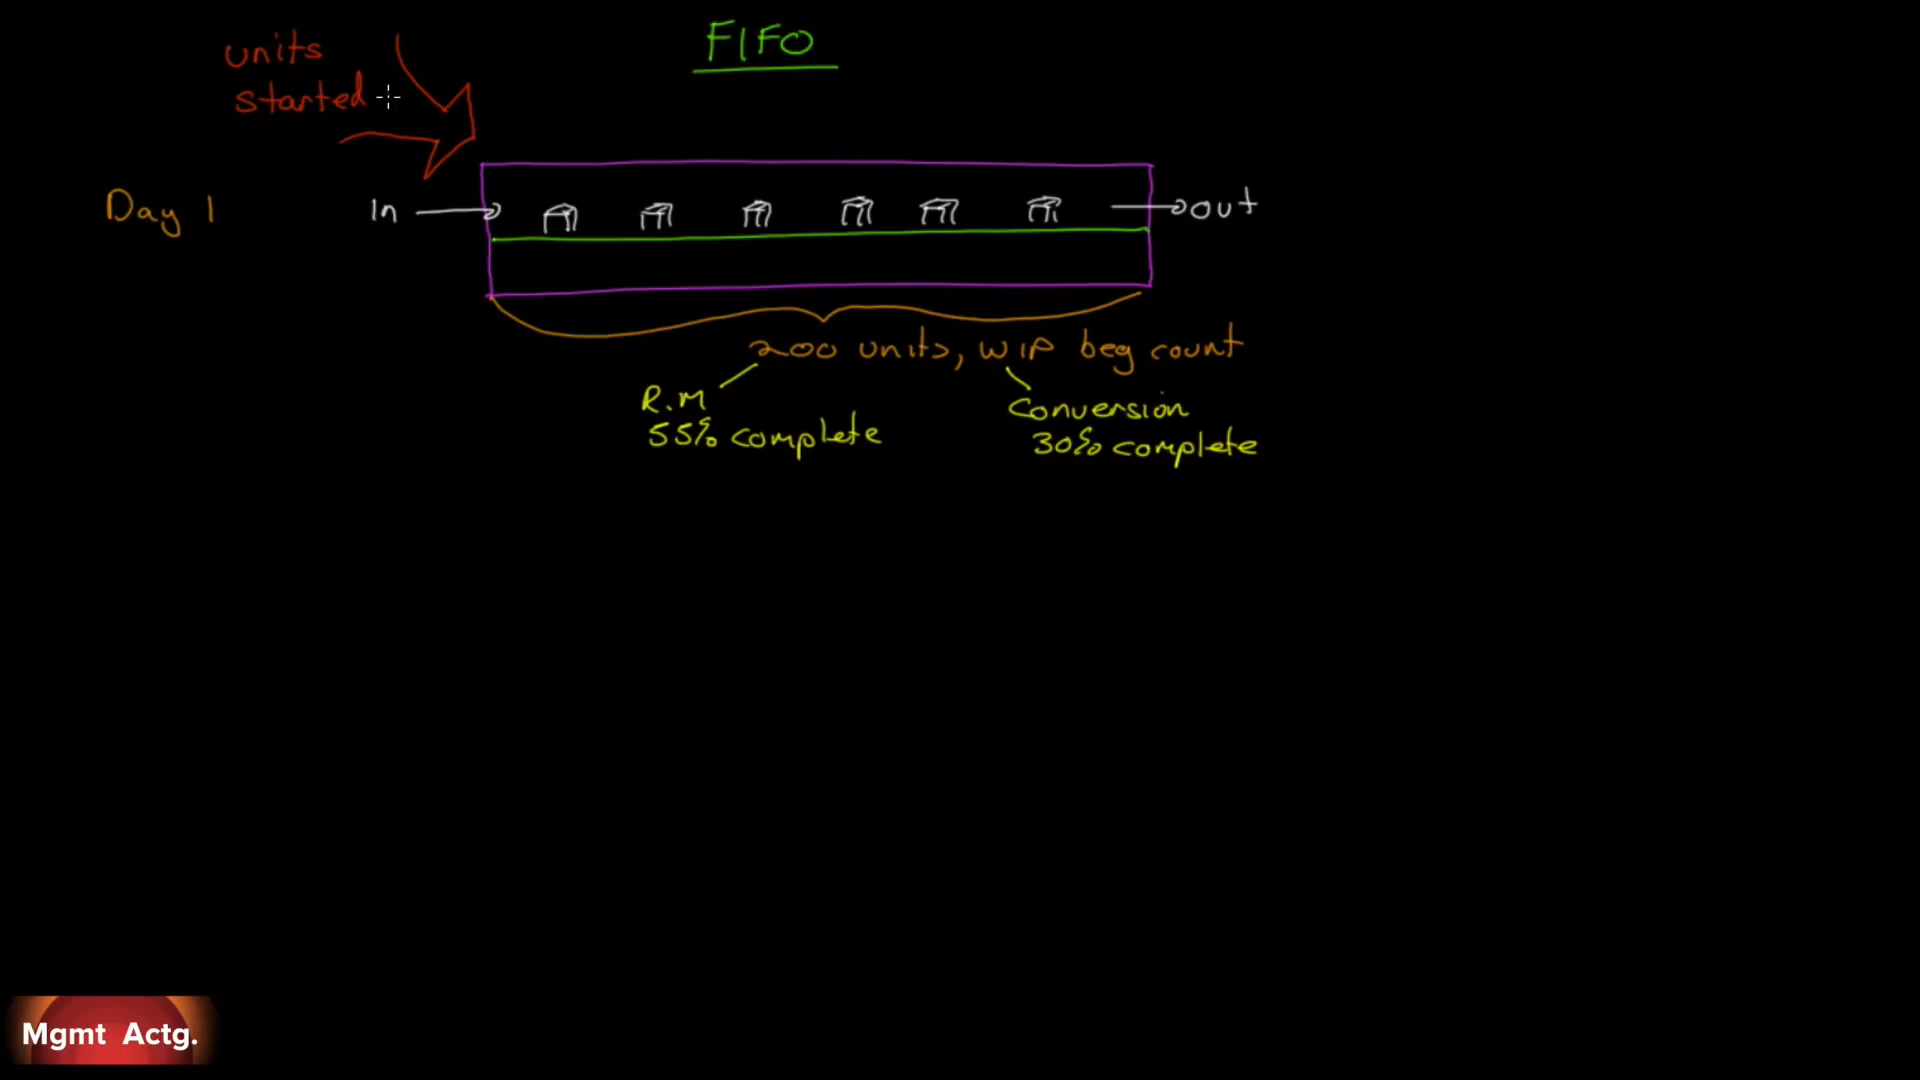 FIFO
units
started
Day 1
In
out
200 units, WIP beg count
R.M
55% complete
Conversion
30% complete
Mgmt Actg.